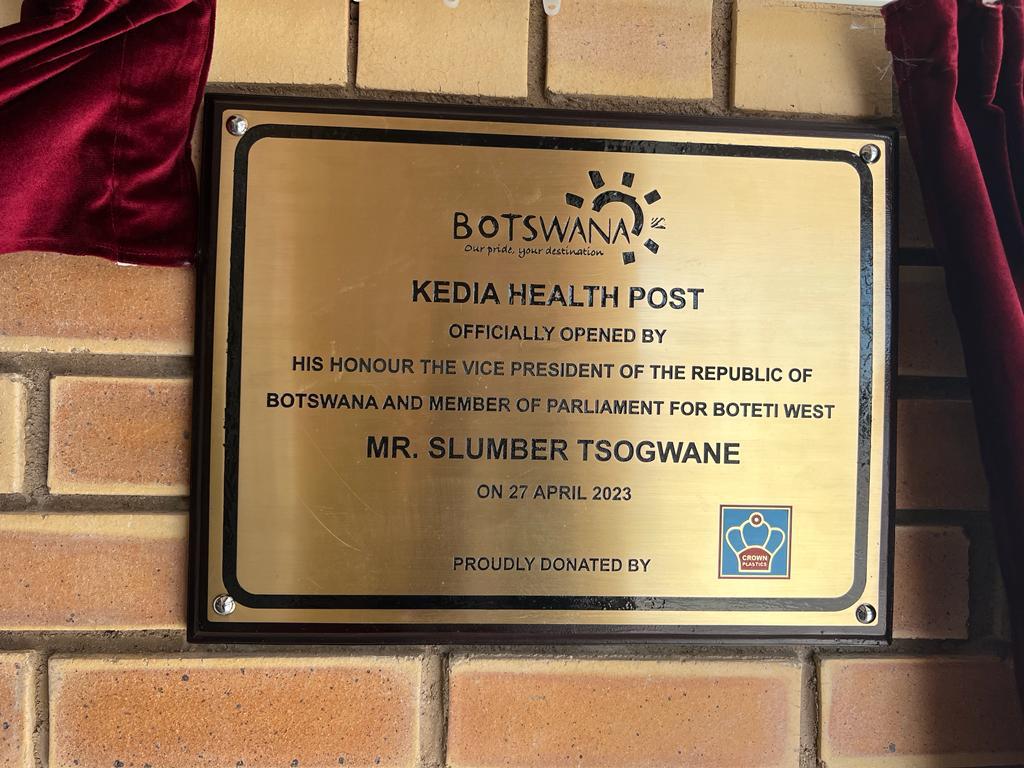 BOTSWANA
Our pride, your destination
KEDIA HEALTH POST
OFFICIALLY OPENED BY
HIS HONOUR THE VICE PRESIDENT OF THE REPUBLIC OF
BOTSWANA AND MEMBER OF PARLIAMENT FOR BOTETI WEST
MR. SLUMBER TSOGWANE
ON 27 APRIL 2023
PROUDLY DONATED BY
CROWN
PLASTICS